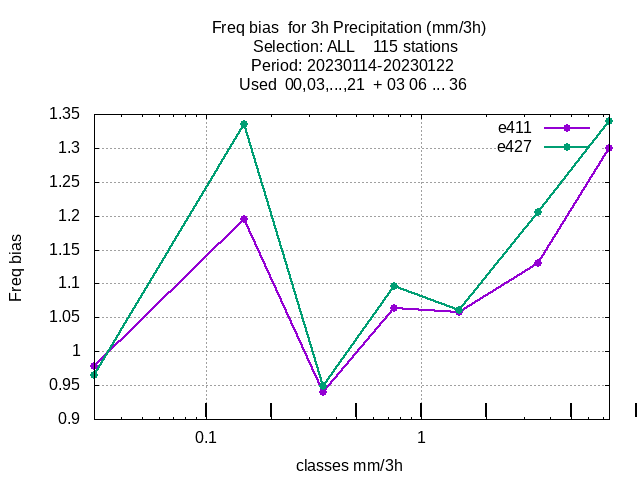 Freq bias  for 3h Precipitation (mm/3h)
Selection: ALL    115 stations
Period: 20230114-20230122
Used  00,03,...,21  + 03 06 ... 36
e411
e427
1.35
1.3
1.25
1.2
1.15
1.1
1.05
1
0.95
0.9
Freq bias
0.1
1
classes mm/3h